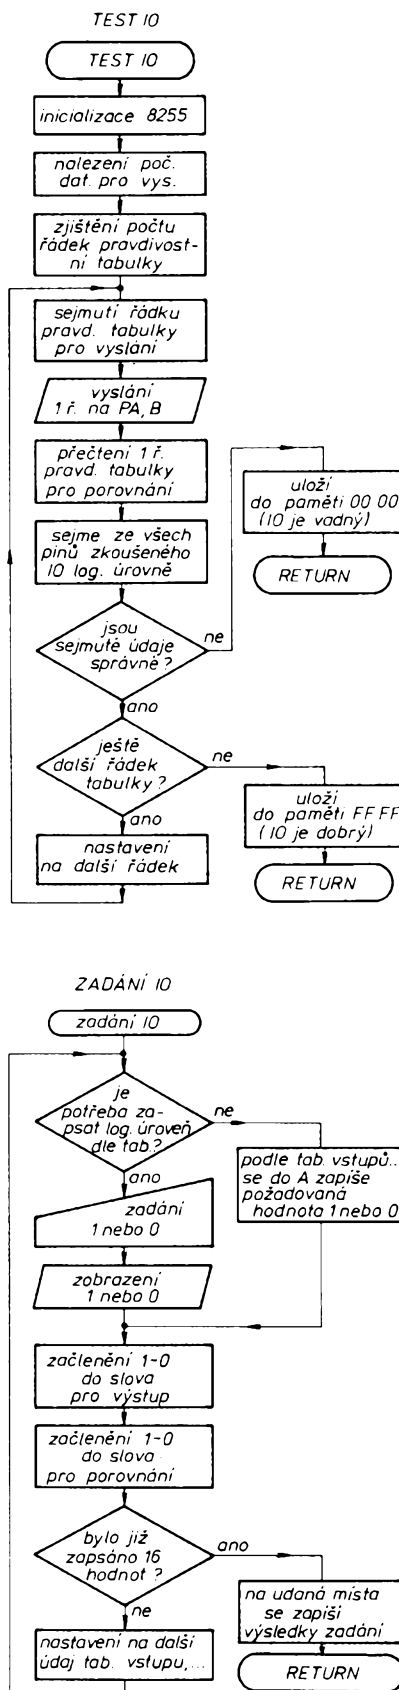 TEST IO
TEST IO
inicializace 8255
nalezení poč.
dat. pro vys.
zjištění počtu
řádek pravdivost-
ní tabulky
sejmutí řádku
pravd. tabulky
pro vyslání
vyslání
1 ř. na PA,B
přečtení 1 ř.
pravd. tabulky
pro porovnání
sejme ze všech
pinů zkoušeného
IO log. úrovně
jsou
sejmuté údaje
správné?
ne
uloží
do paměti 00 00
(IO je vadný)
RETURN
ano
ještě
další řádek
tabulky?
ne
uloží
do paměti FF FF
(IO je dobrý)
RETURN
ano
nastavení
na další řádek
ZADÁNÍ IO
zadání IO
je
potřeba za-
psat log. úroveň
dle tab.?
ne
podle tab. vstupů..
se do A zapíše
požadovaná
hodnota 1 nebo 0
ano
zadání
1 nebo 0
zobrazení
1 nebo 0
začlenění 1-0
do slova
pro výstup
začlenění 1-0
do slova
pro porovnání
bylo již
zapsáno 16
hodnot?
ano
na udaná místa
se zapíší
výsledky zadání
RETURN
ne
nastavení na další
údaj tab. vstupu,...